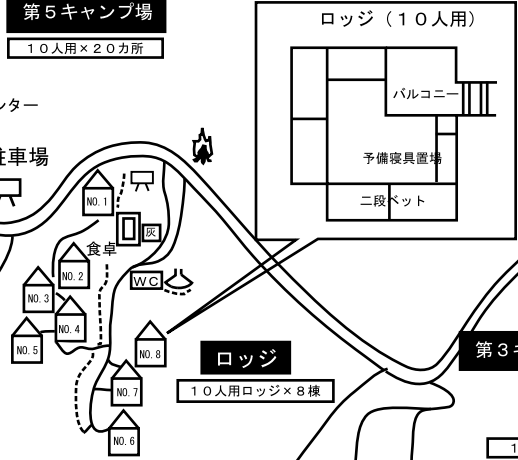 第５キャンプ場
１０人用×２０カ所
ロッジ（１０人用）
バルコニー
予備寝具置場
二段ベット
ンター
駐車場
NO.1
灰
食卓
NO.2
WC
NO.3
NO.4
NO.5
NO.8
ロッジ
１０人用ロッジ×８棟
NO.7
NO.6
第３キ
１